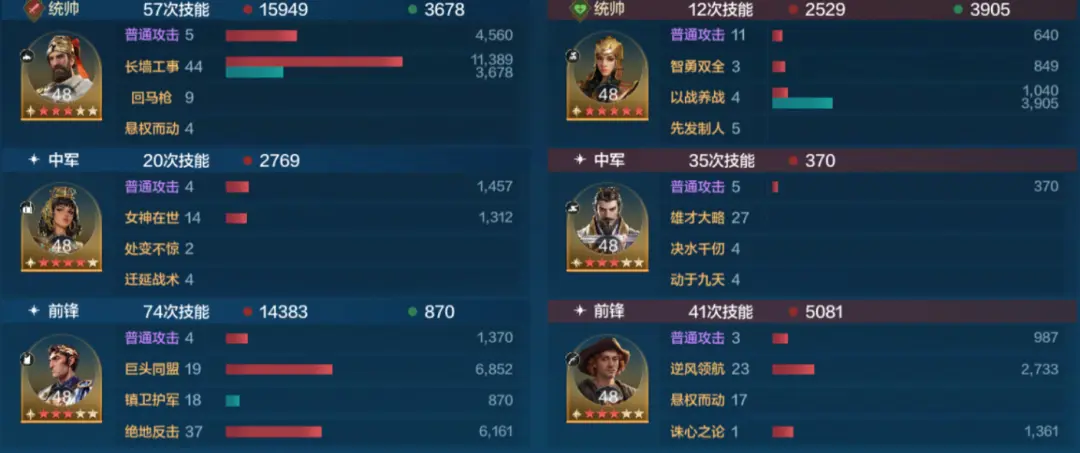 统帅 57次技能 15949 3678
普通攻击 5 4,560
长墙工事 44 11,389
3,678
回马枪 9
悬权而动 4
48
中军 20次技能 2769
普通攻击 4 1,457
女神在世 14 1,312
处变不惊 2
迂延战术 4
48
前锋 74次技能 14383 870
普通攻击 4 1,370
巨头同盟 19 6,852
镇卫护军 18 870
绝地反击 37 6,161
48
统帅 12次技能 2529 3905
普通攻击 11 640
智勇双全 3 849
以战养战 4 1,040
3,905
先发制人 5
48
中军 35次技能 370
普通攻击 5 370
雄才大略 27
决水千仞 4
动于九天 4
48
前锋 41次技能 5081
普通攻击 3 987
逆风领航 23 2,733
悬权而动 17
诛心之论 1 1,361
48